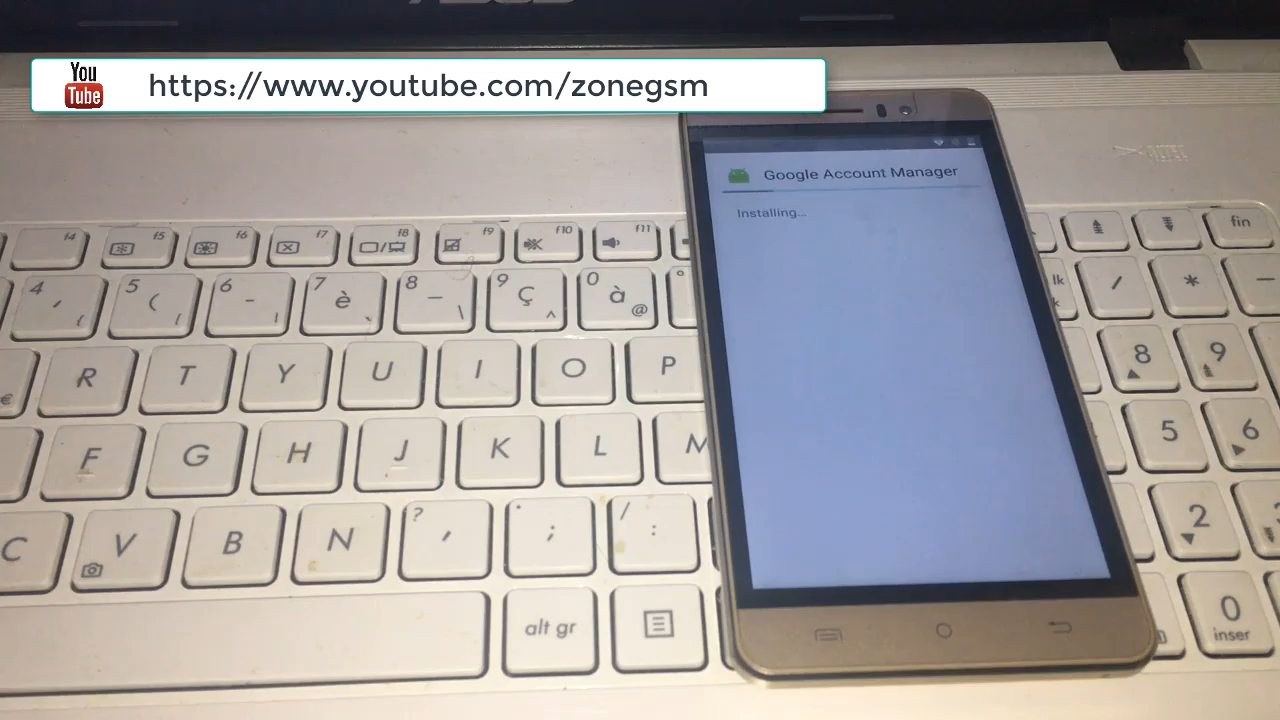 ASUS
You
Tube
https://www.youtube.com/zonegsm
Google Account Manager
Installing...
f4 f5 f6 f7 f8 f9 f10 f11 fin
4 ' { 5 ( [ 6 - | 7 è ` 8 _ \ 9 ç ^ 0 à @ ° / * -
€ R T Y U I O P 8 9
F G H J K L M 5 6
C V B N ? , . ; / : 2
alt gr 0
inser